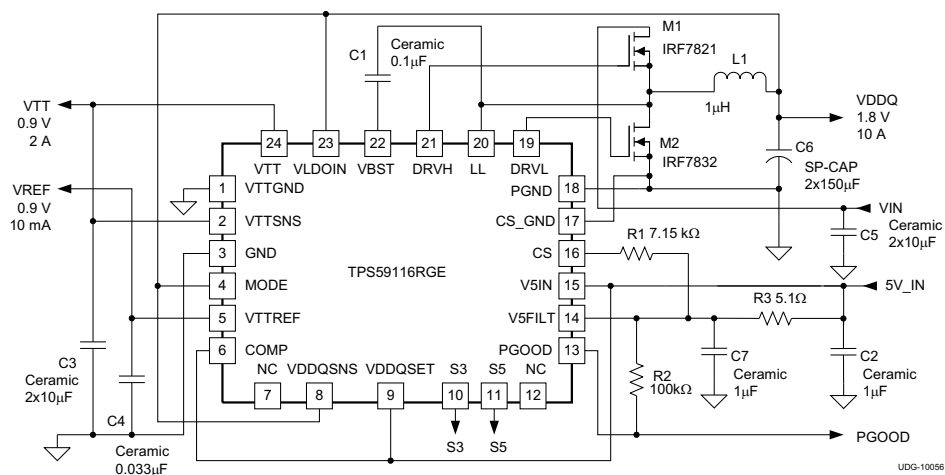 M1
IRF7821
C1
Ceramic
0.1µF
L1
1µH
VTT
0.9 V
2 A
VDDQ
1.8 V
10 A
M2
IRF7832
C6
SP-CAP
2x150µF
24
23
22
21
20
19
VTT
VLDOIN
VBST
DRVH
LL
DRVL
VREF
0.9 V
10 mA
1
VTTGND
PGND
18
2
VTTSNS
CS_GND
17
VIN
Ceramic
2x10µF
C5
3
GND
CS
16
R1 7.15 kΩ
TPS59116RGE
4
MODE
V5IN
15
5V_IN
5
VTTREF
V5FILT
14
R3 5.1Ω
6
COMP
PGOOD
13
C3
Ceramic
2x10µF
NC
VDDQSNS
VDDQSET
S3
S5
NC
7
8
9
10
11
12
R2
100kΩ
C7
Ceramic
1µF
C2
Ceramic
1µF
C4
Ceramic
0.033µF
S3
S5
PGOOD
UDG-10056